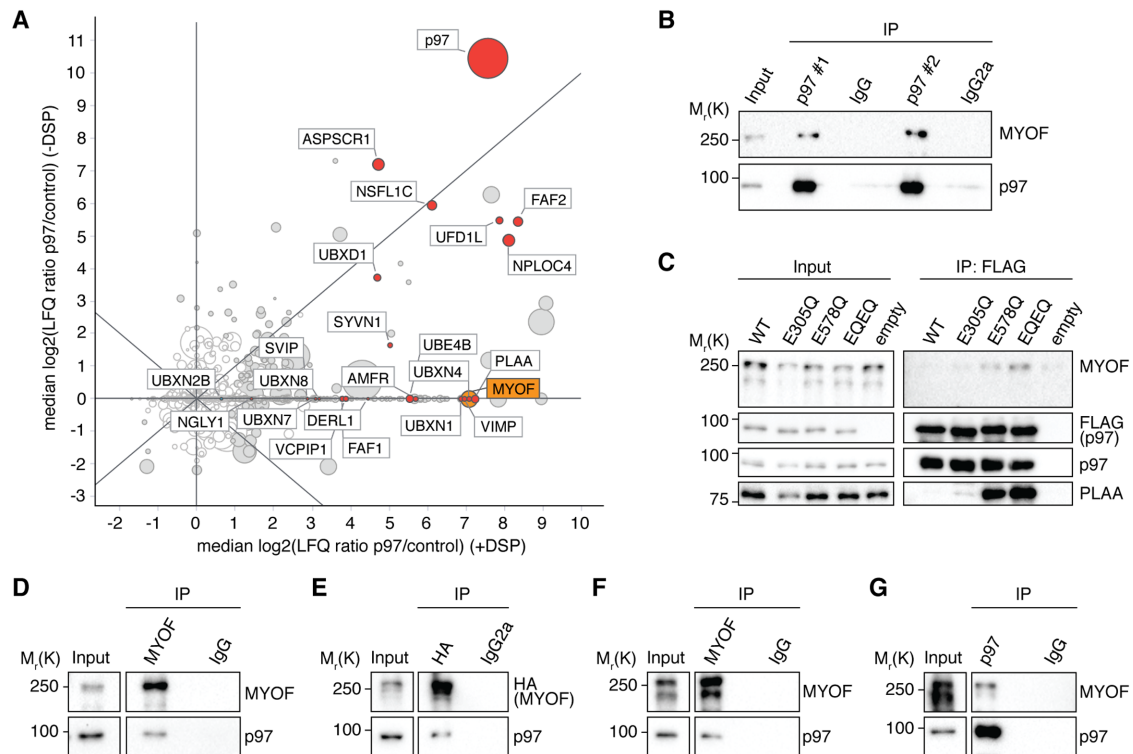 A
median log2(LFQ ratio p97/control) (-DSP)
11
10
9
8
7
6
5
4
3
2
1
0
-1
-2
-3
p97
ASPSCR1
NSFL1C
FAF2
UFD1L
NPLOC4
UBXD1
SYVN1
SVIP
UBE4B
UBXN4
PLAA
UBXN2B
UBXN8
AMFR
MYOF
NGLY1
UBXN7
DERL1
UBXN1
VIMP
VCPIP1
FAF1
-2 -1 0 1 2 3 4 5 6 7 8 9 10
median log2(LFQ ratio p97/control) (+DSP)
B
IP
Input p97 #1 IgG p97 #2 IgG2a
Mr(K)
250
MYOF
100
p97
C
Input IP: FLAG
WT E305Q E578Q EQEQ empty WT E305Q E578Q EQEQ empty
Mr(K)
250
MYOF
100
FLAG
(p97)
100
p97
75
PLAA
D
IP
Mr(K) Input MYOF IgG
250
MYOF
100
p97
E
IP
Mr(K) Input HA IgG2a
250
HA
(MYOF)
100
p97
F
IP
Mr(K) Input MYOF IgG
250
MYOF
100
p97
G
IP
Mr(K) Input p97 IgG
250
MYOF
100
p97